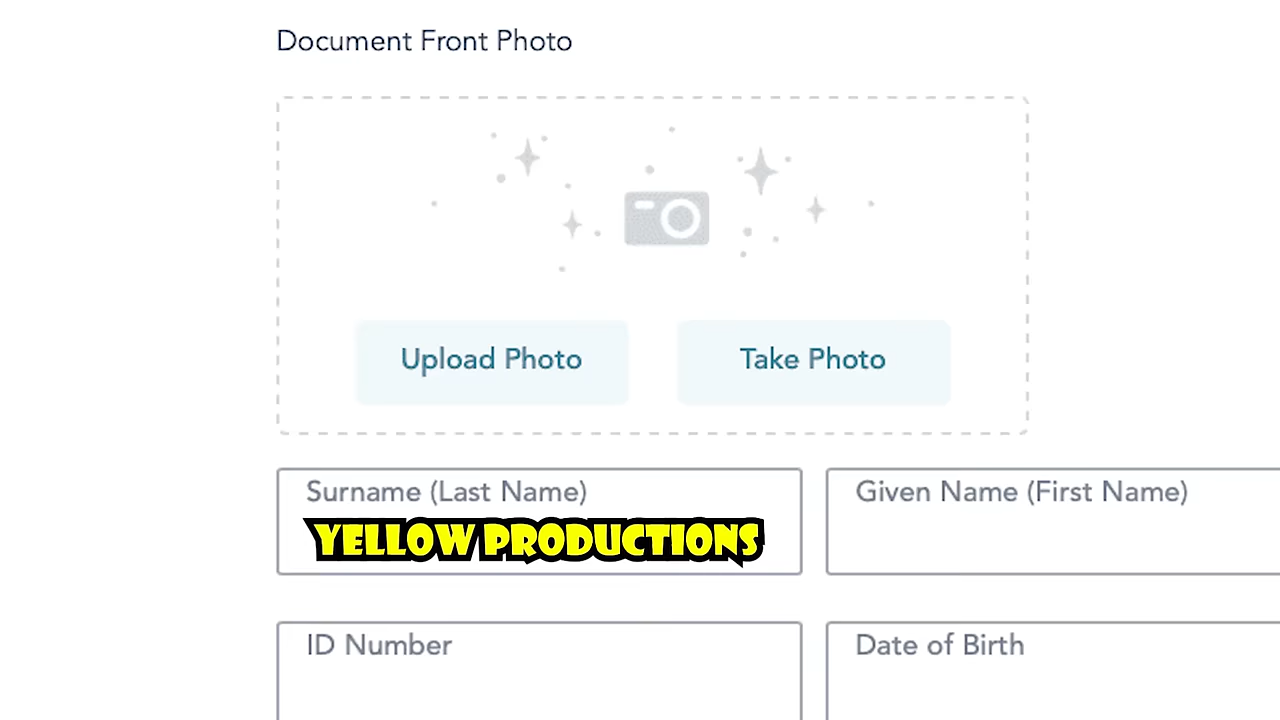 Document Front Photo
Upload Photo
Take Photo
Surname (Last Name)
Given Name (First Name)
YELLOW PRODUCTIONS
ID Number
Date of Birth